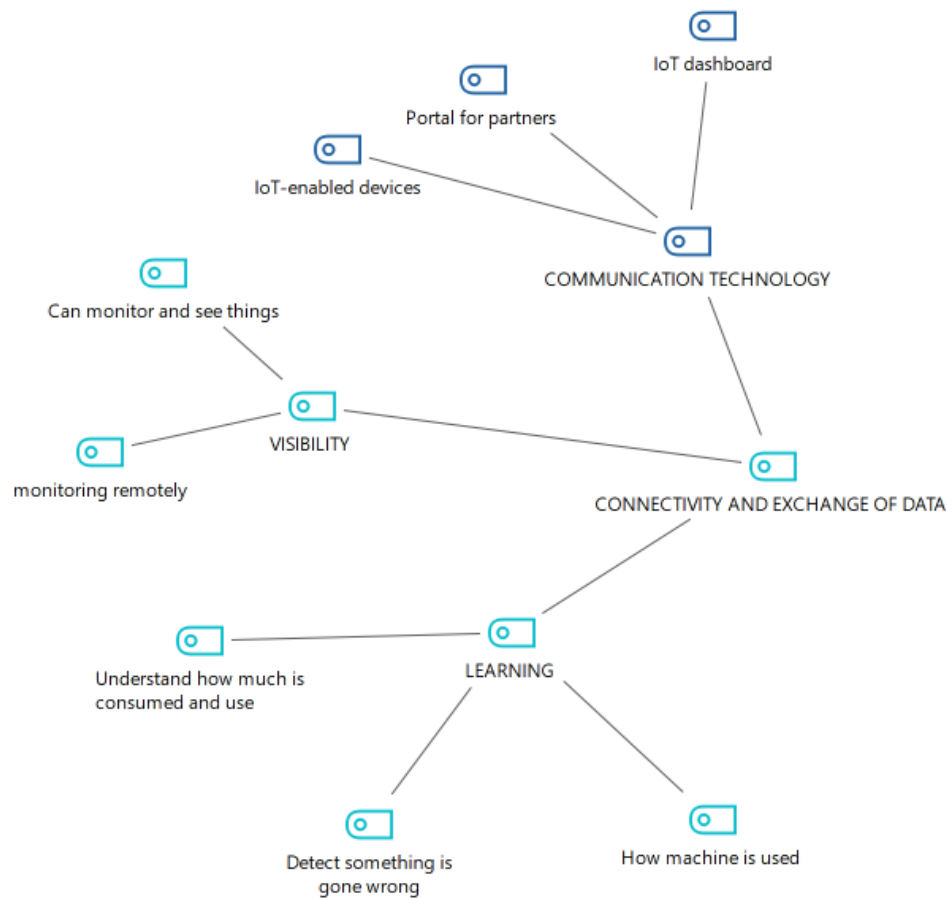 IoT dashboard
Portal for partners
IoT-enabled devices
COMMUNICATION TECHNOLOGY
Can monitor and see things
VISIBILITY
monitoring remotely
CONNECTIVITY AND EXCHANGE OF DATA
LEARNING
Understand how much is
consumed and use
Detect something is
gone wrong
How machine is used